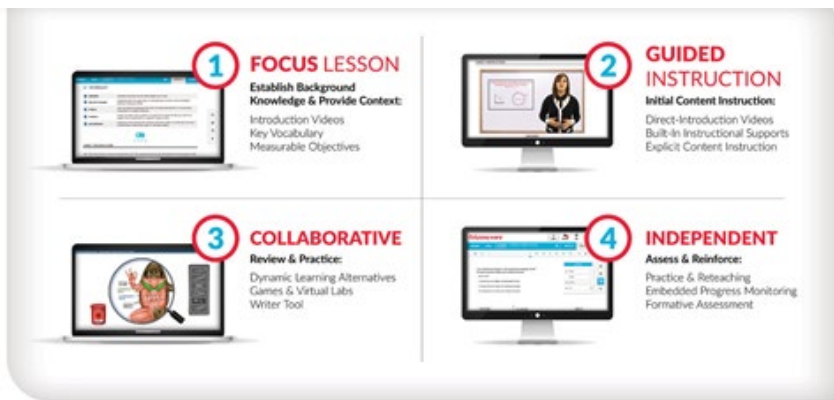 1
FOCUS LESSON
Establish Background
Knowledge & Provide Context:
Introduction Videos
Key Vocabulary
Measurable Objectives
2
GUIDED
INSTRUCTION
Initial Content Instruction:
Direct-Introduction Videos
Built-In Instructional Supports
Explicit Content Instruction
3
COLLABORATIVE
Review & Practice:
Dynamic Learning Alternatives
Games & Virtual Labs
Writer Tool
4
INDEPENDENT
Assess & Reinforce:
Practice & Reteaching
Embedded Progress Monitoring
Formative Assessment